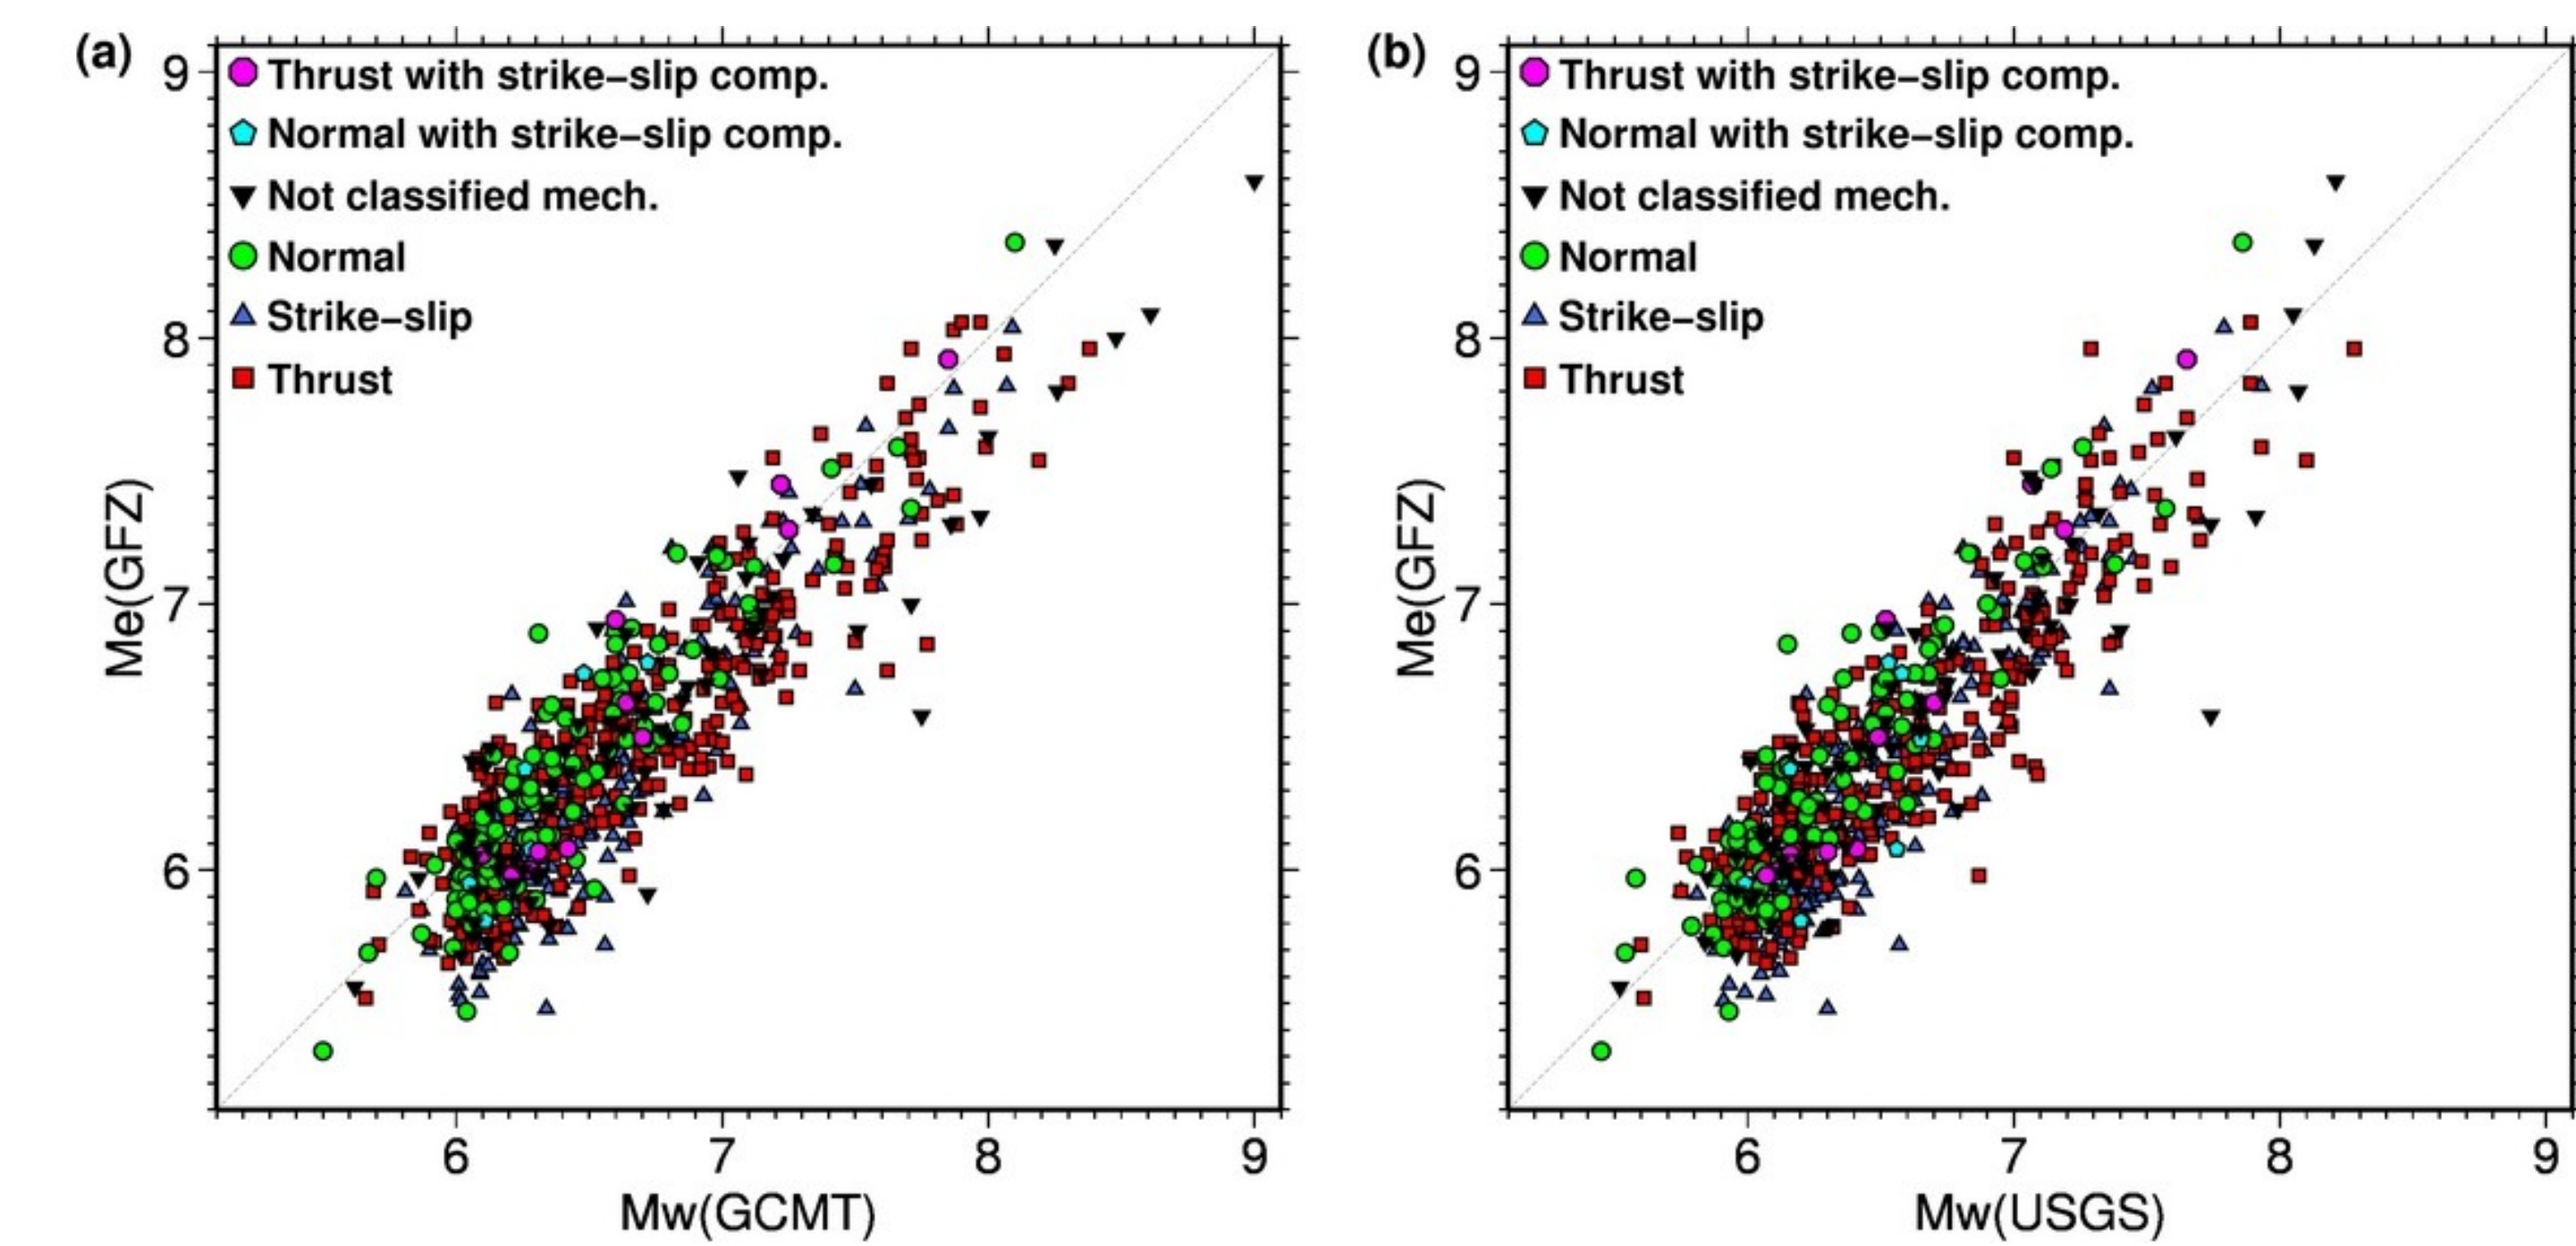 (a)
9
8
7
6
Me(GFZ)
Thrust with strike–slip comp.
Normal with strike–slip comp.
Not classified mech.
Normal
Strike–slip
Thrust
6 7 8 9
Mw(GCMT)
(b)
9
8
7
6
Me(GFZ)
Thrust with strike–slip comp.
Normal with strike–slip comp.
Not classified mech.
Normal
Strike–slip
Thrust
6 7 8 9
Mw(USGS)